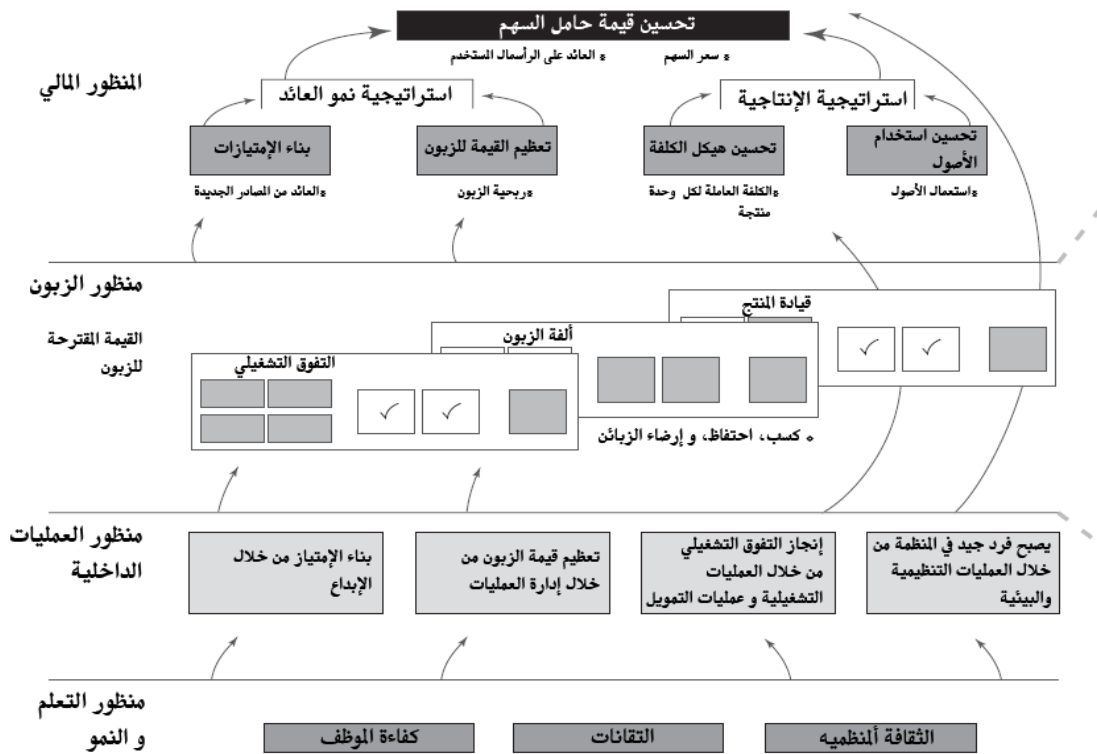 تحسين قيمة حامل السهم
* سعر السهم
* العائد على الرأسمال المستخدم
المنظور المالي
استراتيجية الإنتاجية
استراتيجية نمو العائد
تحسين استخدام
الأصول
تحسين هيكل الكلفة
تعظيم القيمة للزبون
بناء الإمتيازات
*استعمال الأصول
*الكلفة العاملة لكل وحدة
منتجة
*ربحية الزبون
*العائد من المصادر الجديدة
منظور الزبون
القيمة المقترحة
للزبون
قيادة المنتج
ألفة الزبون
التفوق التشغيلي
* كسب، احتفاظ، و إرضاء الزبائن
منظور العمليات
الداخلية
يصبح فرد جيد في المنظمة من
خلال العمليات التنظيمية
والبيئية
إنجاز التفوق التشغيلي
من خلال العمليات
التشغيلية و عمليات التمويل
تعظيم قيمة الزبون من
خلال إدارة العمليات
بناء الإمتياز من خلال
الإبداع
منظور التعلم
و النمو
الثقافة ألمنظميه
التقانات
كفاءة الموظف